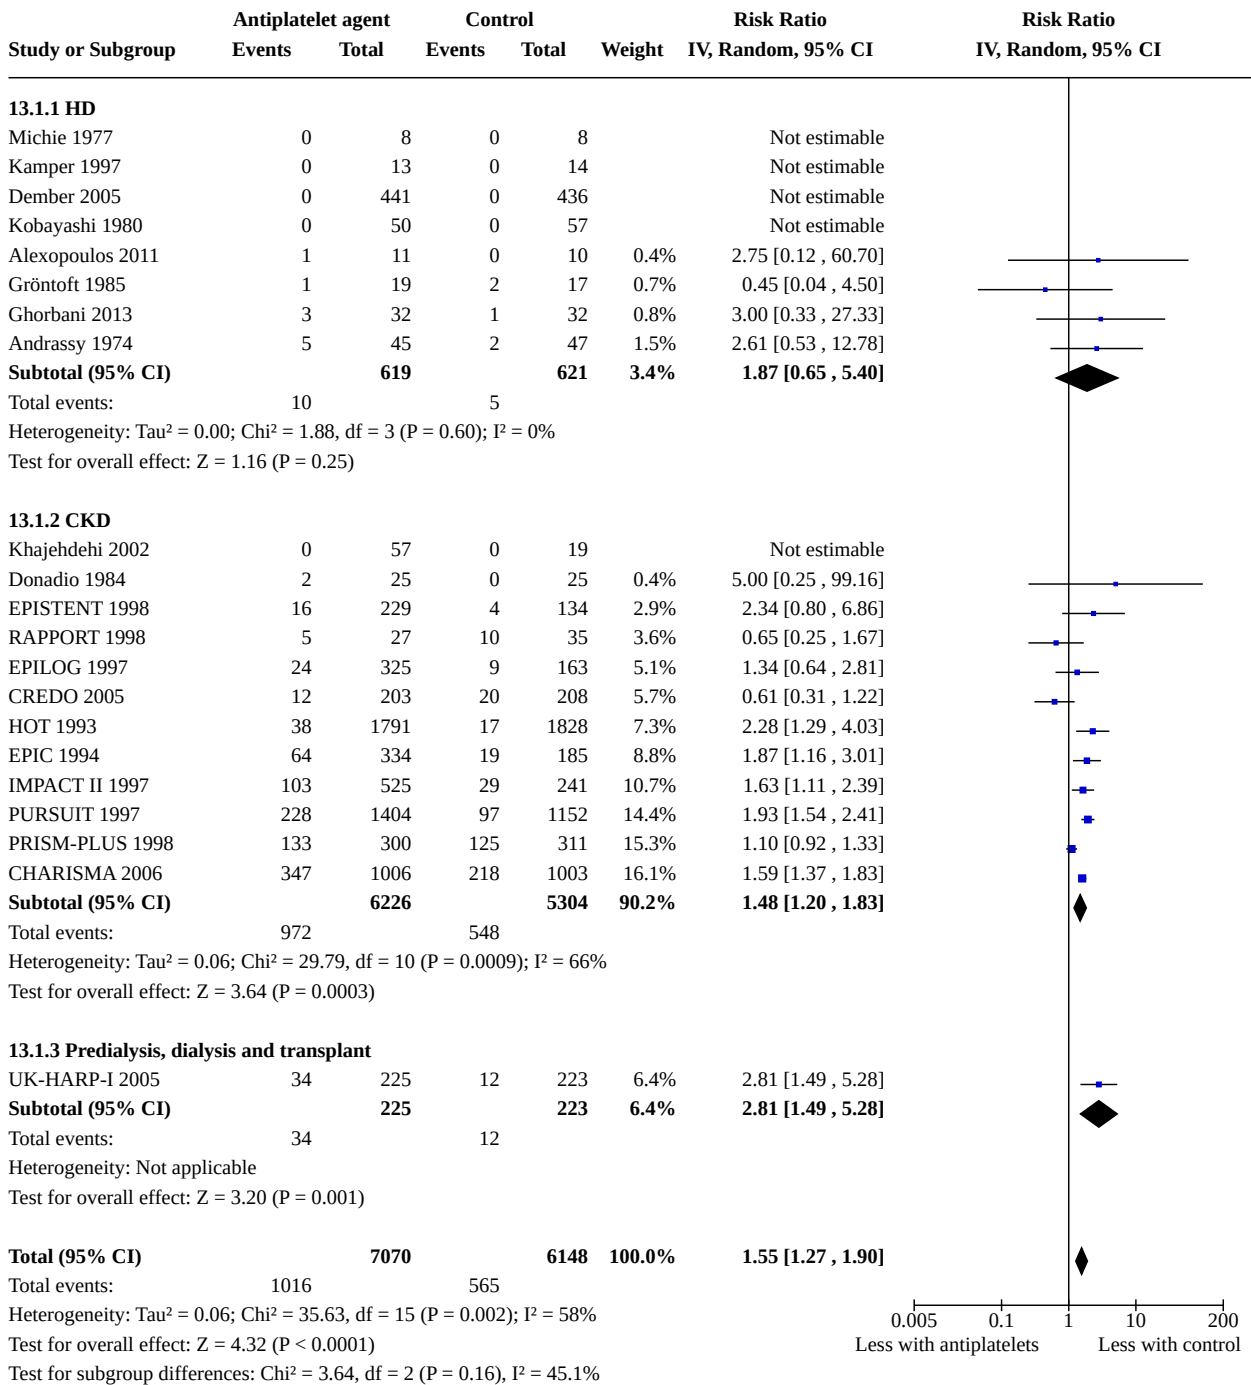 Antiplatelet agent Control Risk Ratio Risk Ratio
Study or Subgroup Events Total Events Total Weight IV, Random, 95% CI IV, Random, 95% CI
13.1.1 HD
Michie 1977 0 8 0 8 Not estimable
Kamper 1997 0 13 0 14 Not estimable
Dember 2005 0 441 0 436 Not estimable
Kobayashi 1980 0 50 0 57 Not estimable
Alexopoulos 2011 1 11 0 10 0.4% 2.75 [0.12 , 60.70]
Gröntoft 1985 1 19 2 17 0.7% 0.45 [0.04 , 4.50]
Ghorbani 2013 3 32 1 32 0.8% 3.00 [0.33 , 27.33]
Andrassy 1974 5 45 2 47 1.5% 2.61 [0.53 , 12.78]
Subtotal (95% CI) 619 621 3.4% 1.87 [0.65 , 5.40]
Total events: 10 5
Heterogeneity: Tau² = 0.00; Chi² = 1.88, df = 3 (P = 0.60); I² = 0%
Test for overall effect: Z = 1.16 (P = 0.25)
13.1.2 CKD
Khajehdehi 2002 0 57 0 19 Not estimable
Donadio 1984 2 25 0 25 0.4% 5.00 [0.25 , 99.16]
EPISTENT 1998 16 229 4 134 2.9% 2.34 [0.80 , 6.86]
RAPPORT 1998 5 27 10 35 3.6% 0.65 [0.25 , 1.67]
EPILOG 1997 24 325 9 163 5.1% 1.34 [0.64 , 2.81]
CREDO 2005 12 203 20 208 5.7% 0.61 [0.31 , 1.22]
HOT 1993 38 1791 17 1828 7.3% 2.28 [1.29 , 4.03]
EPIC 1994 64 334 19 185 8.8% 1.87 [1.16 , 3.01]
IMPACT II 1997 103 525 29 241 10.7% 1.63 [1.11 , 2.39]
PURSUIT 1997 228 1404 97 1152 14.4% 1.93 [1.54 , 2.41]
PRISM-PLUS 1998 133 300 125 311 15.3% 1.10 [0.92 , 1.33]
CHARISMA 2006 347 1006 218 1003 16.1% 1.59 [1.37 , 1.83]
Subtotal (95% CI) 6226 5304 90.2% 1.48 [1.20 , 1.83]
Total events: 972 548
Heterogeneity: Tau² = 0.06; Chi² = 29.79, df = 10 (P = 0.0009); I² = 66%
Test for overall effect: Z = 3.64 (P = 0.0003)
13.1.3 Predialysis, dialysis and transplant
UK-HARP-I 2005 34 225 12 223 6.4% 2.81 [1.49 , 5.28]
Subtotal (95% CI) 225 223 6.4% 2.81 [1.49 , 5.28]
Total events: 34 12
Heterogeneity: Not applicable
Test for overall effect: Z = 3.20 (P = 0.001)
Total (95% CI) 7070 6148 100.0% 1.55 [1.27 , 1.90]
Total events: 1016 565
Heterogeneity: Tau² = 0.06; Chi² = 35.63, df = 15 (P = 0.002); I² = 58%
0.005 0.1 1 10 200
Test for overall effect: Z = 4.32 (P < 0.0001)
Less with antiplatelets Less with control
Test for subgroup differences: Chi² = 3.64, df = 2 (P = 0.16), I² = 45.1%